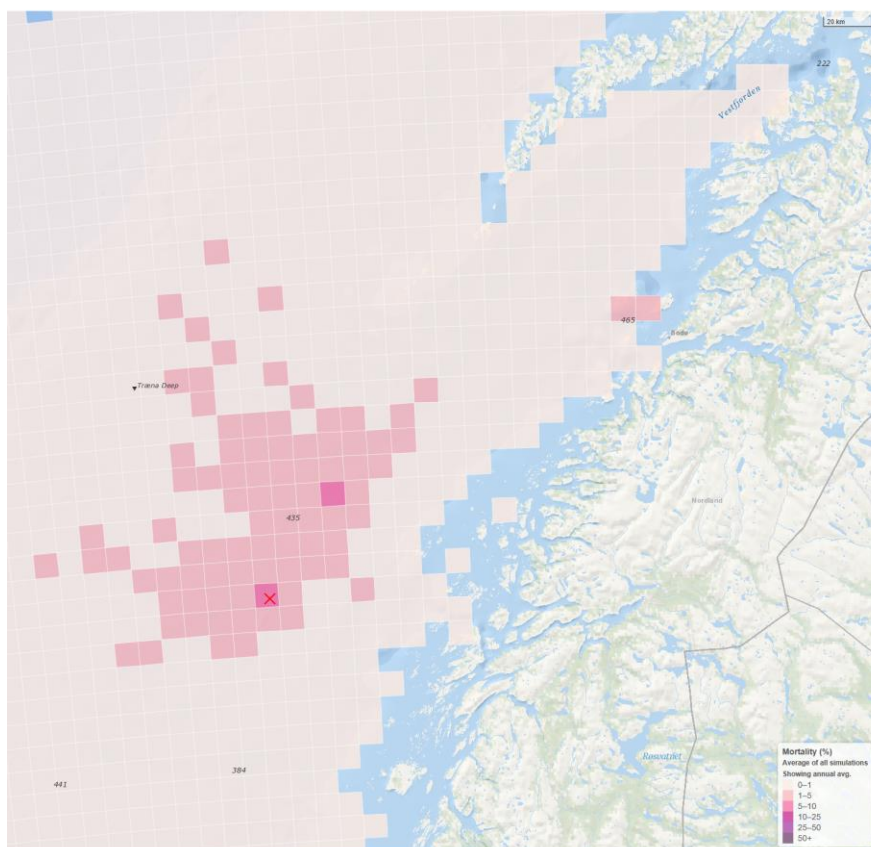 20 km
222
Vestfjorden
465
Bodø
Træna Deep
Nordland
435
Røsvatnet
384
441
Mortality (%)
Average of all simulations
Showing annual avg.
0–1
1–5
5–10
10–25
25–50
50+